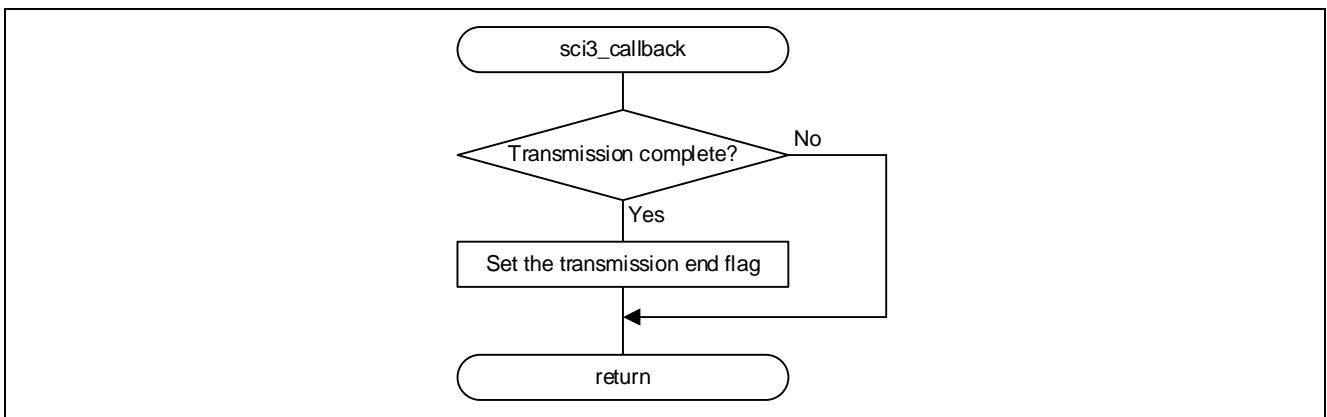 sci3_callback
Transmission complete?
No
Yes
Set the transmission end flag
return